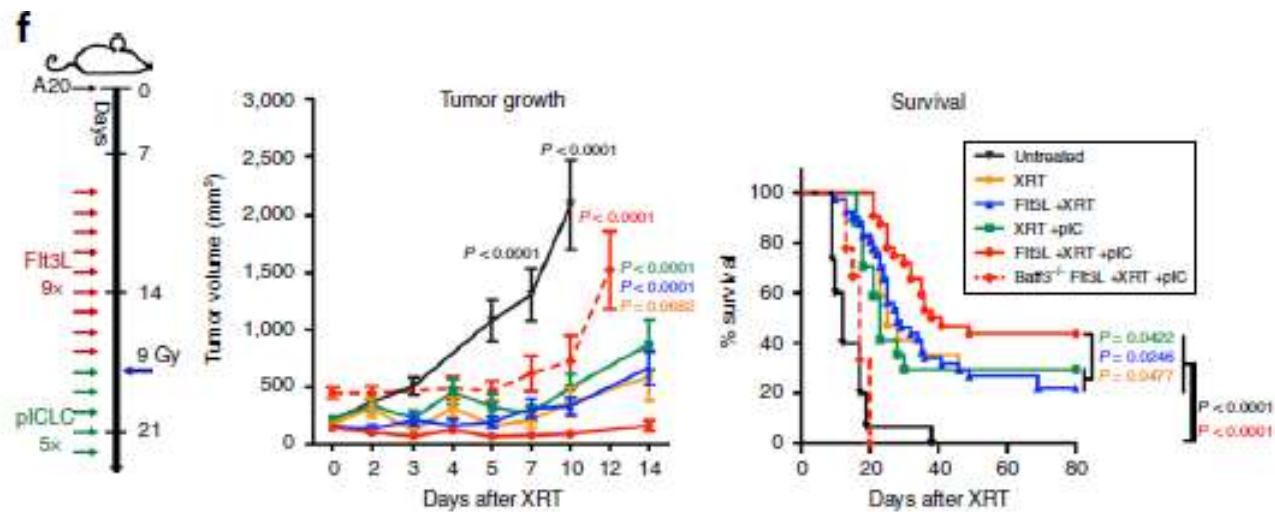 f
A20
0
Days
7
Flt3L
9x
14
9 Gy
pICLC
5x
21
Tumor growth
Tumor volume (mm³)
3,000
2,500
2,000
1,500
1,000
500
0
P < 0.0001
P < 0.0001
P < 0.0001
P < 0.0001
P < 0.0001
0 2 3 4 5 7 10 12 14
Days after XRT
Survival
% survival
100
80
60
40
20
0
Untreated
XRT
Flt3L +XRT
XRT +pIC
Flt3L +XRT +pIC
Batf3⁻/⁻ Flt3L +XRT +pIC
P = 0.0422
P = 0.0246
P = 0.0477
P < 0.0001
P < 0.0001
0 20 40 60 80
Days after XRT